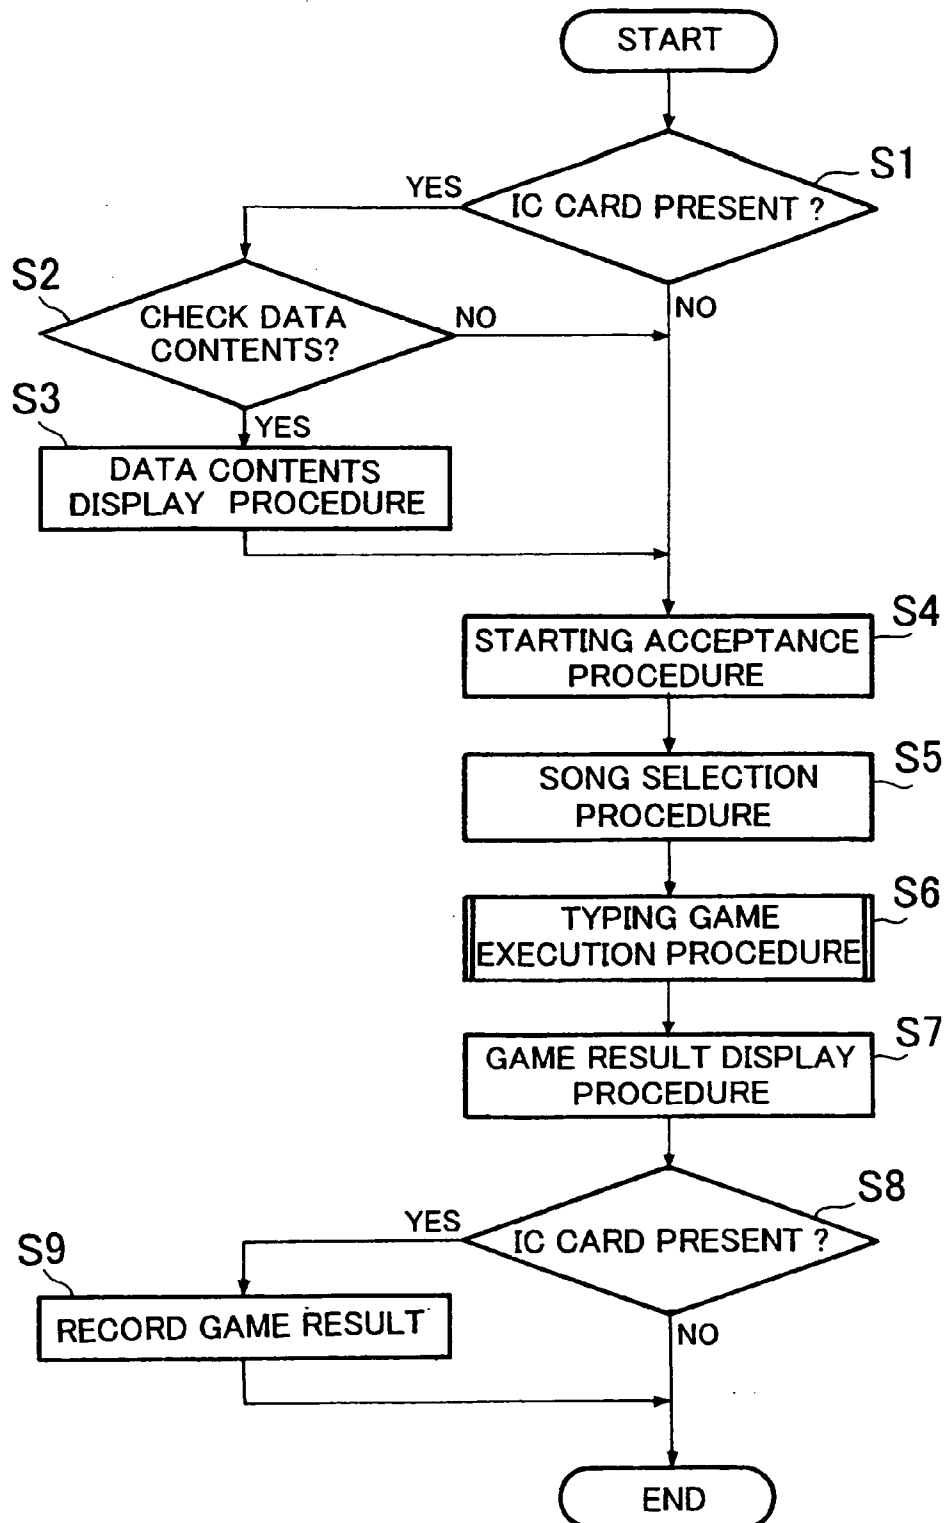 START
S1
IC CARD PRESENT ?
YES
NO
S2
CHECK DATA
CONTENTS?
NO
YES
S3
DATA CONTENTS
DISPLAY PROCEDURE
S4
STARTING ACCEPTANCE
PROCEDURE
S5
SONG SELECTION
PROCEDURE
S6
TYPING GAME
EXECUTION PROCEDURE
S7
GAME RESULT DISPLAY
PROCEDURE
S8
IC CARD PRESENT ?
YES
NO
S9
RECORD GAME RESULT
END